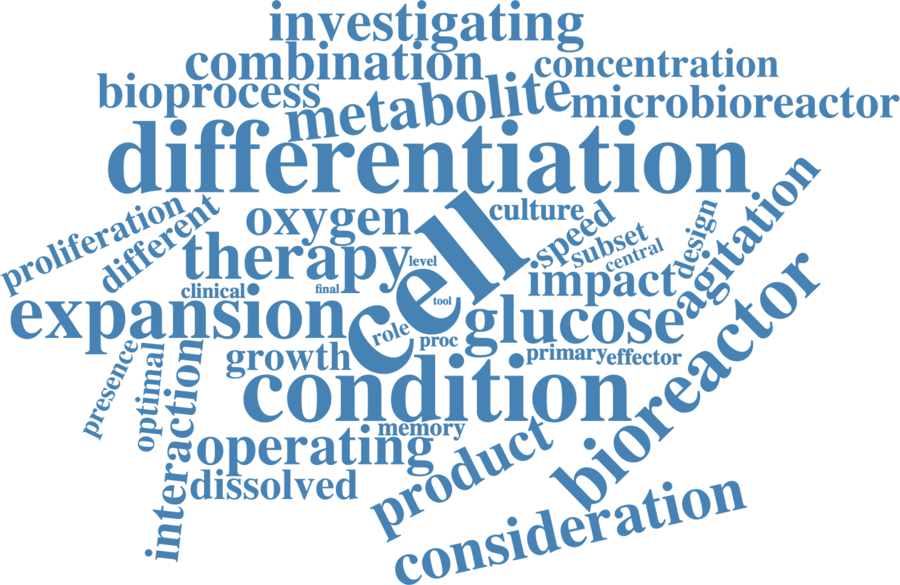 investigating
combination
concentration
bioprocess
metabolite
microbioreactor
differentiation
proliferation
different
oxygen
culture
speed
subset
central
design
agitation
therapy
level
cell
clinical
final
tool
impact
expansion
role
proc
glucose
growth
primary
effector
presence
optimal
interaction
condition
bioreactor
memory
operating
product
dissolved
consideration